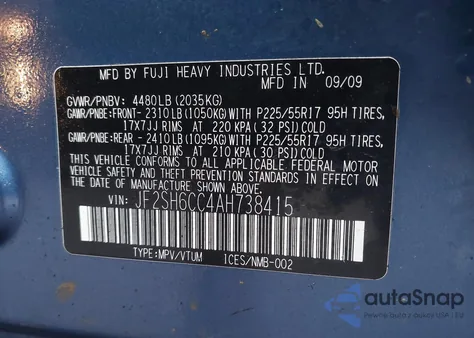 MFD BY FUJI HEAVY INDUSTRIES LTD.
MFD IN 09/09
GVWR/PNBV: 4480LB (2035KG)
GAWR/PNBE: FRONT- 2310LB (1050KG) WITH P225/55R17 95H TIRES,
17X7JJ RIMS AT 220 KPA (32 PSI) COLD
GAWR/PNBE: REAR - 2410LB (1095KG) WITH P225/55R17 95H TIRES,
17X7JJ RIMS AT 210 KPA (30 PSI) COLD
THIS VEHICLE CONFORMS TO ALL APPLICABLE FEDERAL MOTOR
VEHICLE SAFETY AND THEFT PREVENTION STANDARDS IN EFFECT
ON THE DATE OF MANUFACTURE SHOWN ABOVE.
VIN: JF2SH6CC4AH738415
TYPE: MPV/VTUM ICES/NMB-002
autoSnap